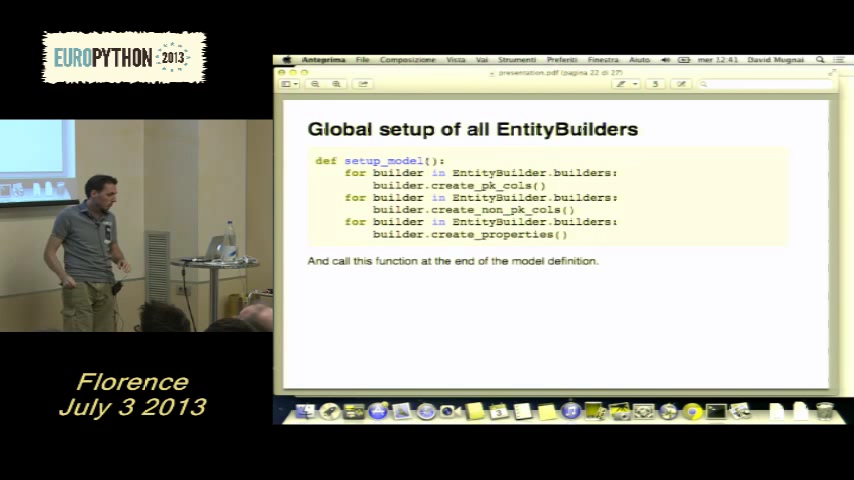 EUROPYTHON 2013
Anteprima File Composizione Vista Vai Strumenti Preferiti Finestra Aiuto mer 12:41 David Mugnai
presentation.pdf (pagina 22 di 27)
Global setup of all EntityBuilders
def setup_model():
for builder in EntityBuilder.builders:
builder.create_pk_cols()
for builder in EntityBuilder.builders:
builder.create_non_pk_cols()
for builder in EntityBuilder.builders:
builder.create_properties()
And call this function at the end of the model definition.
Florence
July 3 2013